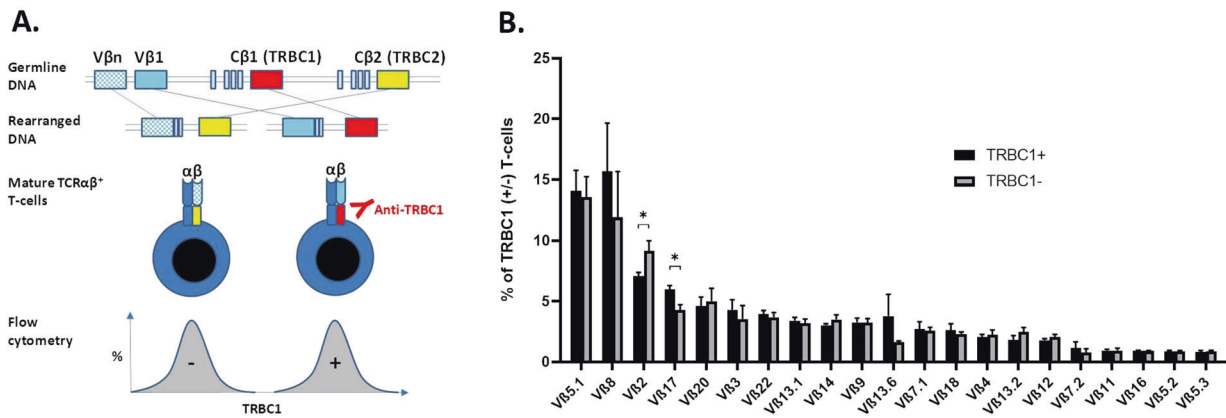 A.
Vβn Vβ1 Cβ1 (TRBC1) Cβ2 (TRBC2)
Germline
DNA
Rearranged
DNA
αβ αβ
Mature TCRαβ⁺
T-cells
Anti-TRBC1
Flow
cytometry
%
- +
TRBC1
B.
% of TRBC1 (+/-) T-cells
25
20
15
10
5
0
TRBC1+
TRBC1-
* *
Vß5.1 Vß8 Vß2 Vß17 Vß20 Vß3 Vß22 Vß13.1 Vß14 Vß9 Vß13.6 Vß7.1 Vß18 Vß4 Vß13.2 Vß12 Vß7.2 Vß11 Vß16 Vß5.2 Vß5.3